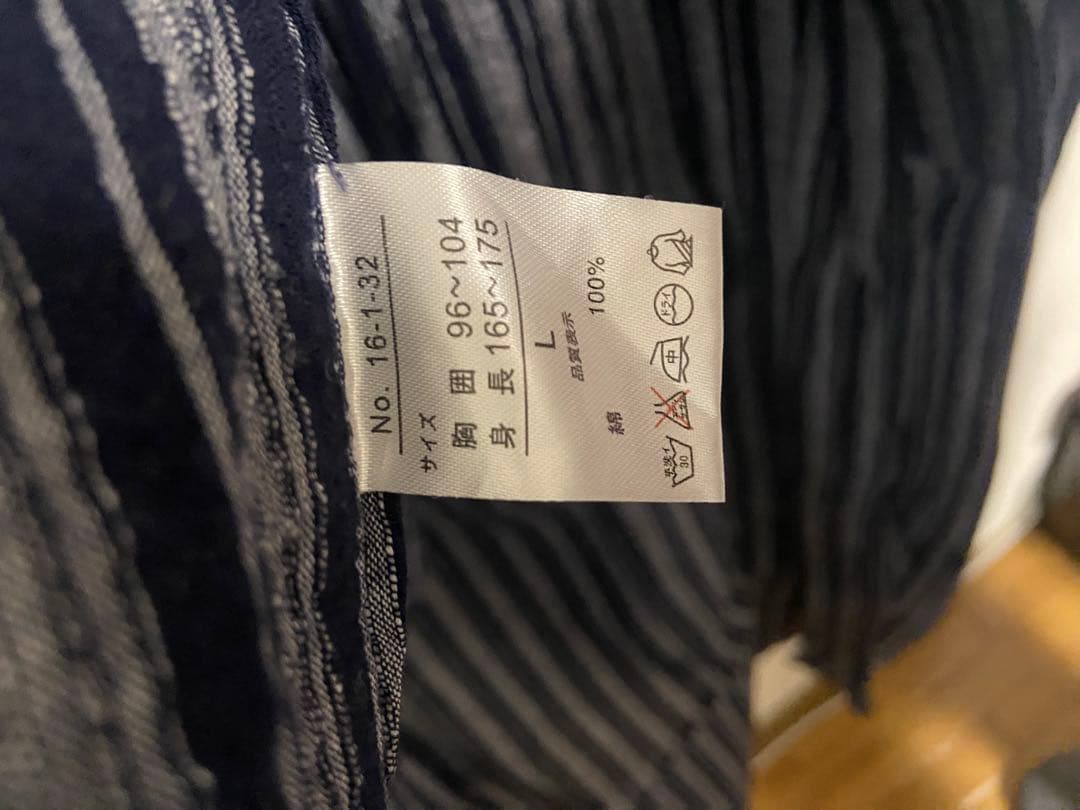 No. 16-1-32
サイズ
胸 囲 96〜104
身 長 165〜175
L
品質表示
綿 100%
手洗イ 30
中
ドライ